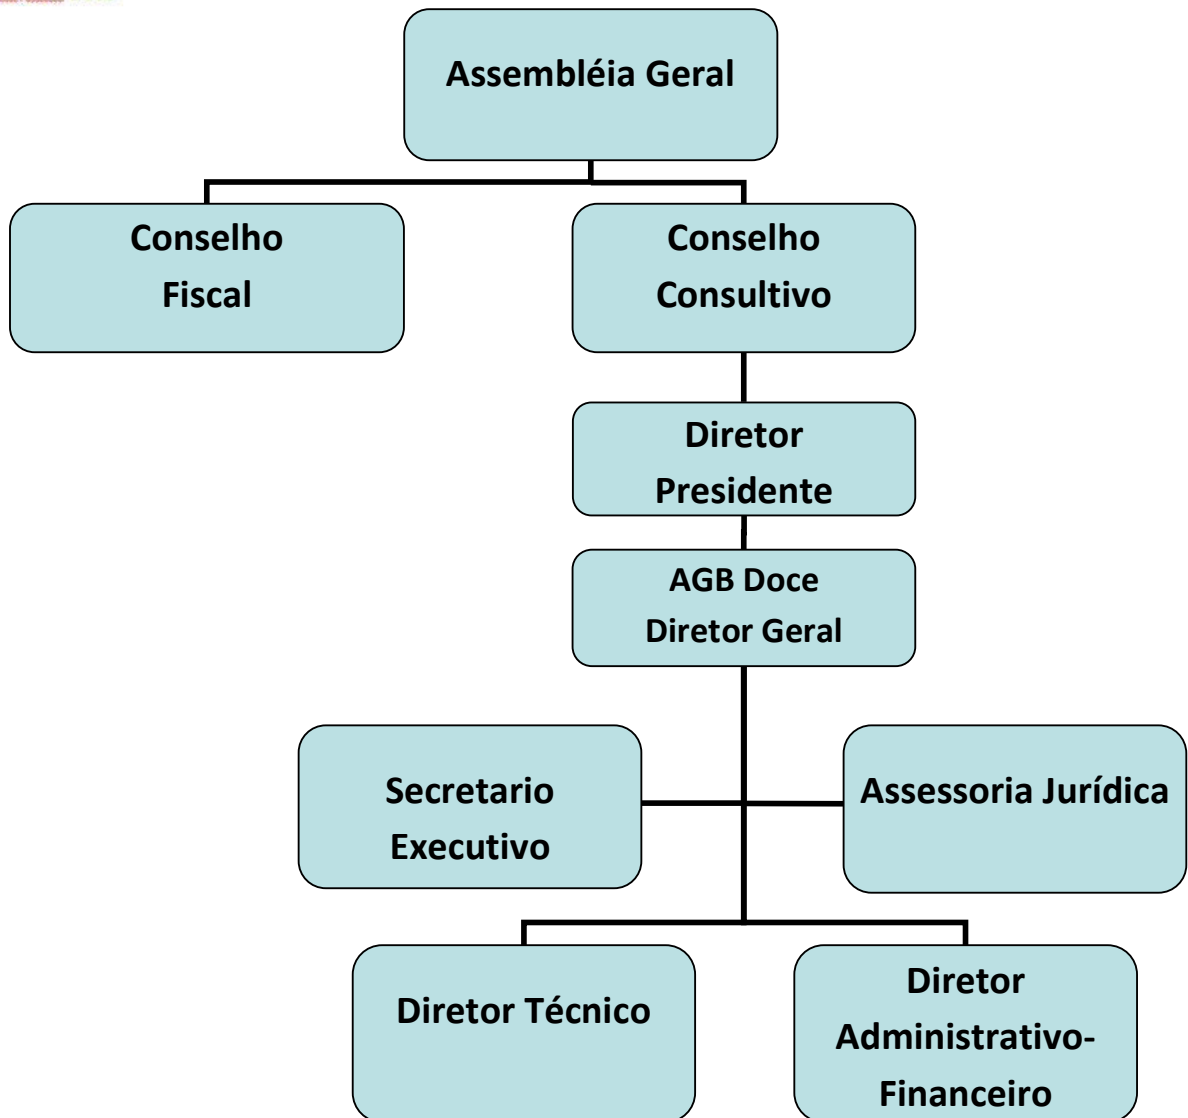 Assembléia Geral
Conselho
Fiscal
Conselho
Consultivo
Diretor
Presidente
AGB Doce
Diretor Geral
Secretario
Executivo
Assessoria Jurídica
Diretor Técnico
Diretor
Administrativo-
Financeiro